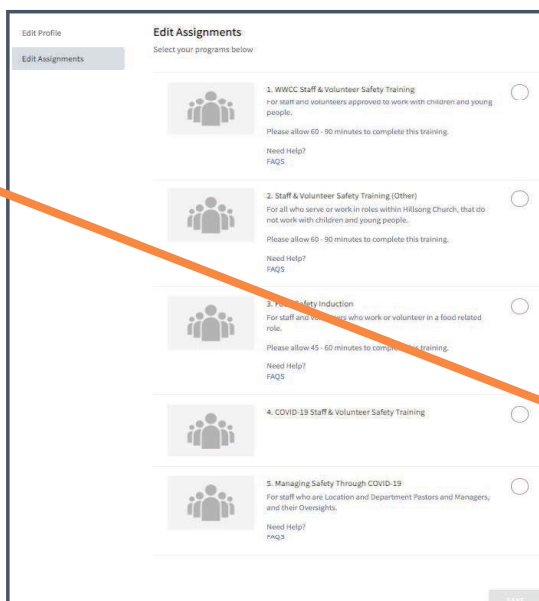 Edit Profile
Edit Assignments
Edit Assignments
Select your programs below
1. WWCC Staff & Volunteer Safety Training
For staff and volunteers approved to work with children and young
people.
Please allow 60 - 90 minutes to complete this training.
Need Help?
FAQS
2. Staff & Volunteer Safety Training (Other)
For all who serve or work in roles within Hillsong Church, that do
not work with children and young people.
Please allow 60 - 90 minutes to complete this training.
Need Help?
FAQS
3. Safety Induction
For staff and volunteers who work or volunteer in a food related
role.
Please allow 45 - 60 minutes to complete this training.
Need Help?
FAQS
4. COVID-19 Staff & Volunteer Safety Training
5. Managing Safety Through COVID-19
For staff who are Location and Department Pastors and Managers,
and their Oversights.
Need Help?
FAQS
SAVE